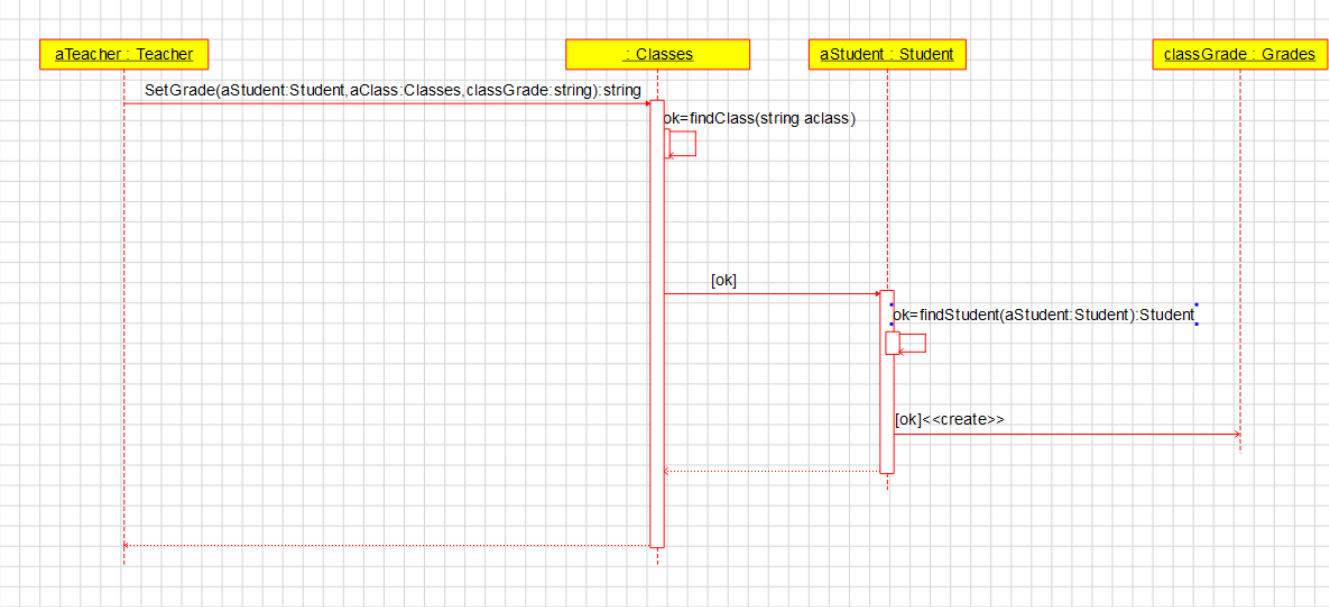 aTeacher : Teacher
: Classes
aStudent : Student
classGrade : Grades
SetGrade(aStudent:Student,aClass:Classes,classGrade:string):string
ok=findClass(string aclass)
[ok]
ok=findStudent(aStudent:Student):Student
[ok]<<create>>